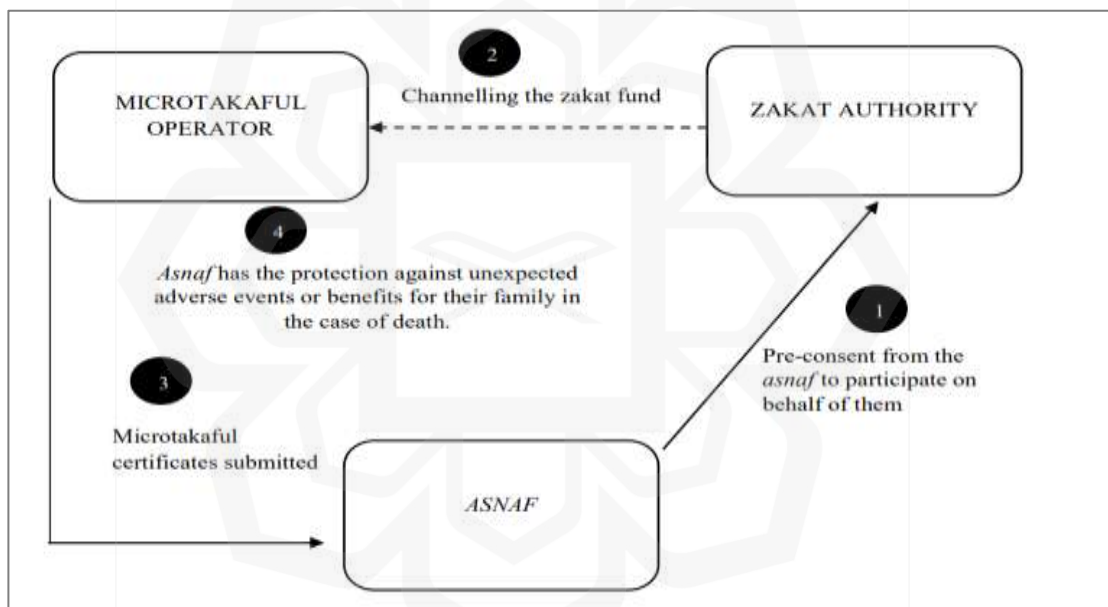 2
MICROTAKAFUL
OPERATOR
Channelling the zakat fund
ZAKAT AUTHORITY
4
Asnaf has the protection against unexpected
adverse events or benefits for their family in
the case of death.
1
Pre-consent from the
asnaf to participate on
behalf of them
3
Microtakaful
certificates submitted
ASNAF